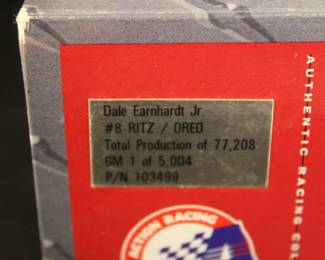 Dale Earnhardt Jr.
#8 RITZ / OREO
Total Production of 77,208
GM 1 of 5,004
P/N 103499
AUTHENTIC RACING COL
ACTION RACING